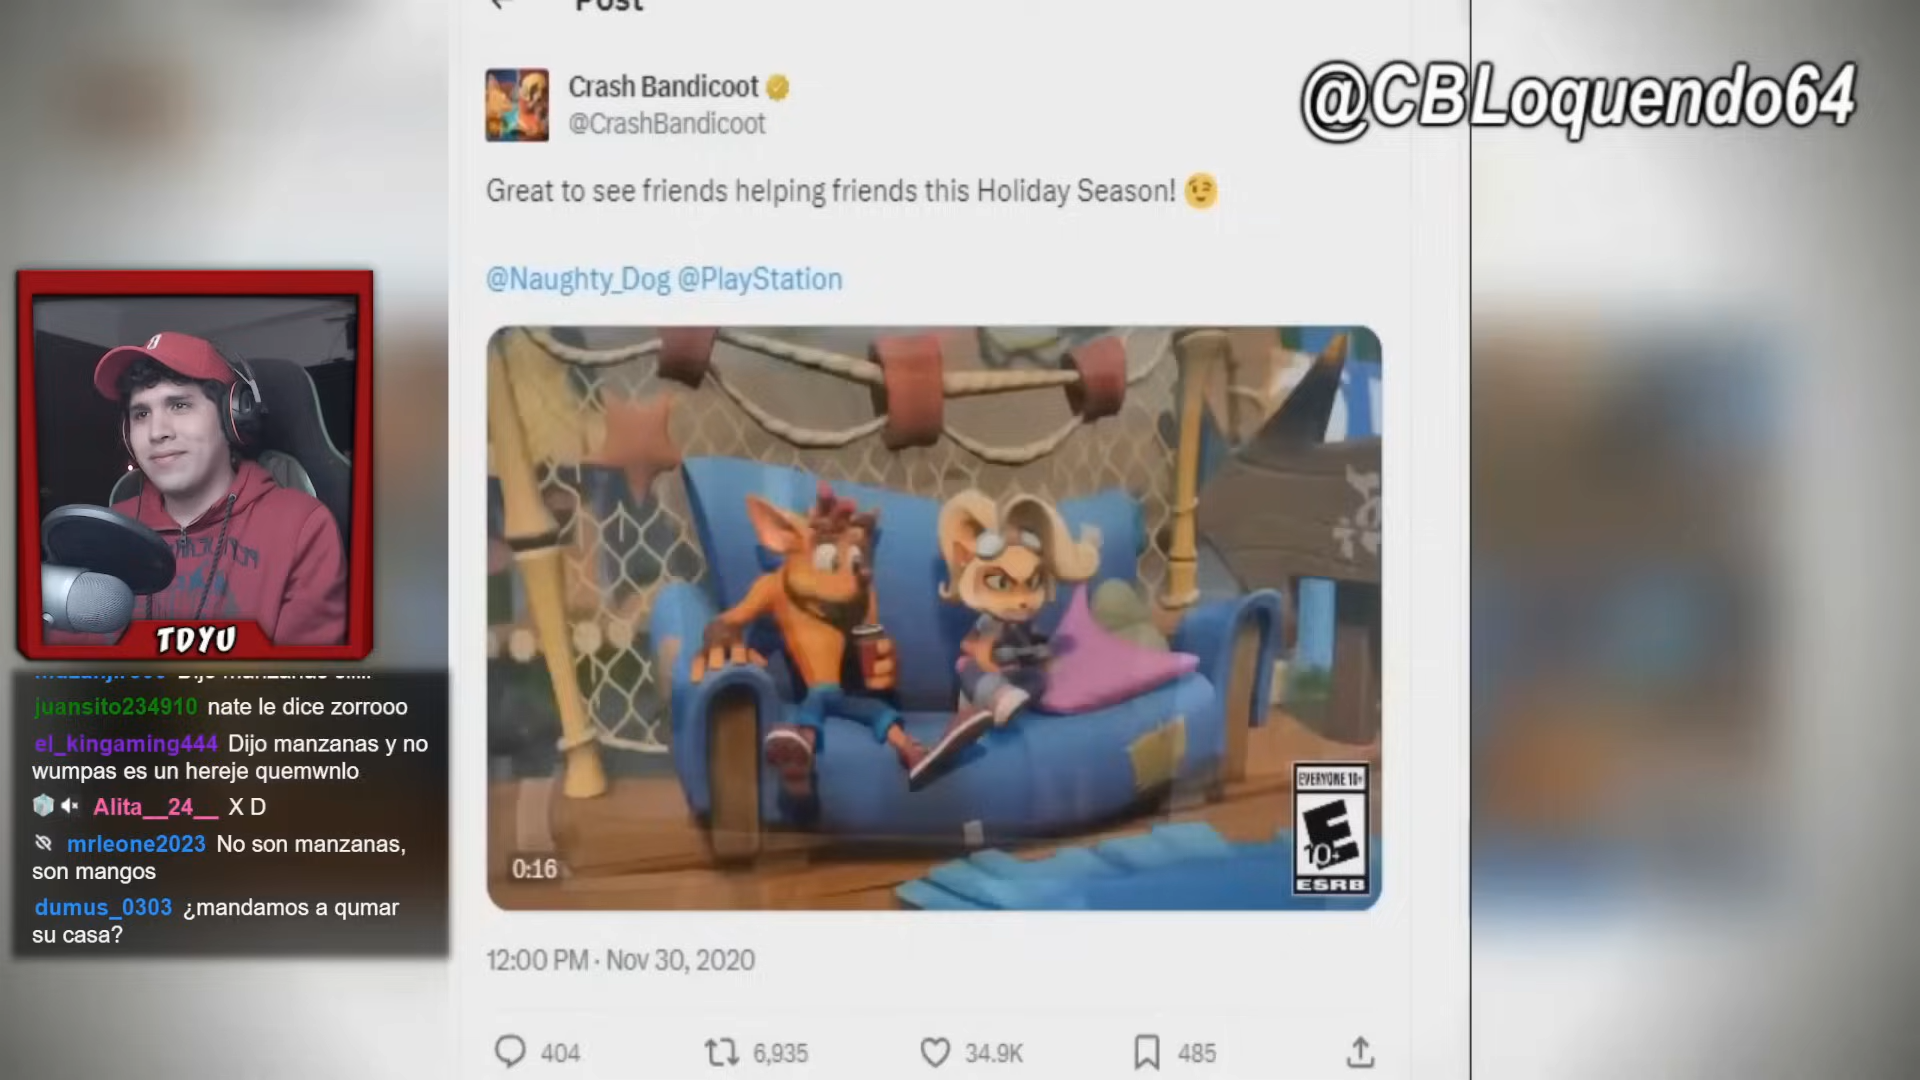 Post
Crash Bandicoot
@CrashBandicoot
@CBLoquendo64
Great to see friends helping friends this Holiday Season! 😉
@Naughty_Dog @PlayStation
0:16
EVERYONE 10+
E
10+
ESRB
12:00 PM · Nov 30, 2020
404
6,935
34.9K
485
TDYU
juansito234910 nate le dice zorrooo
el_kingaming444 Dijo manzanas y no
wumpas es un hereje quemwnlo
Alita__24__ X D
mrleone2023 No son manzanas,
son mangos
dumus_0303 ¿mandamos a qumar
su casa?